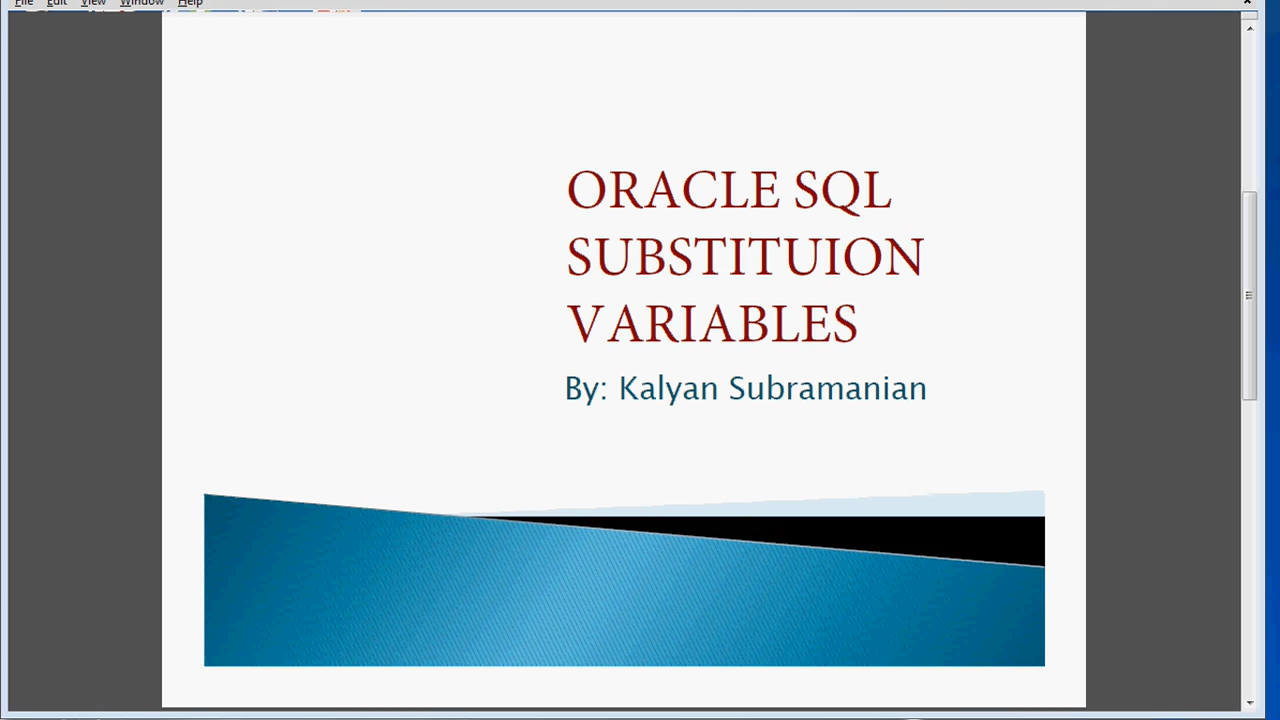 File Edit View Window Help
ORACLE SQL
SUBSTITUION
VARIABLES
By: Kalyan Subramanian